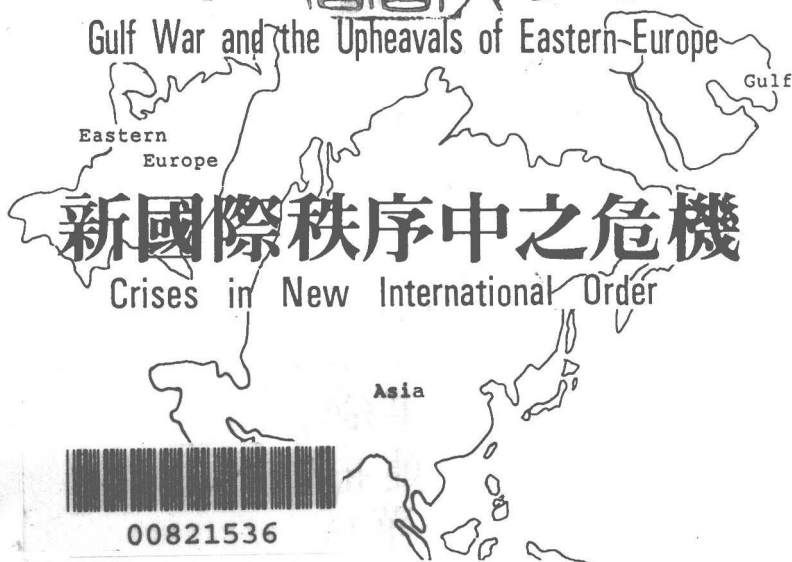 Gulf War and the Upheavals of Eastern Europe
Gulf
Eastern
Europe
新國際秩序中之危機
Crises in New International Order
Asia
00821536